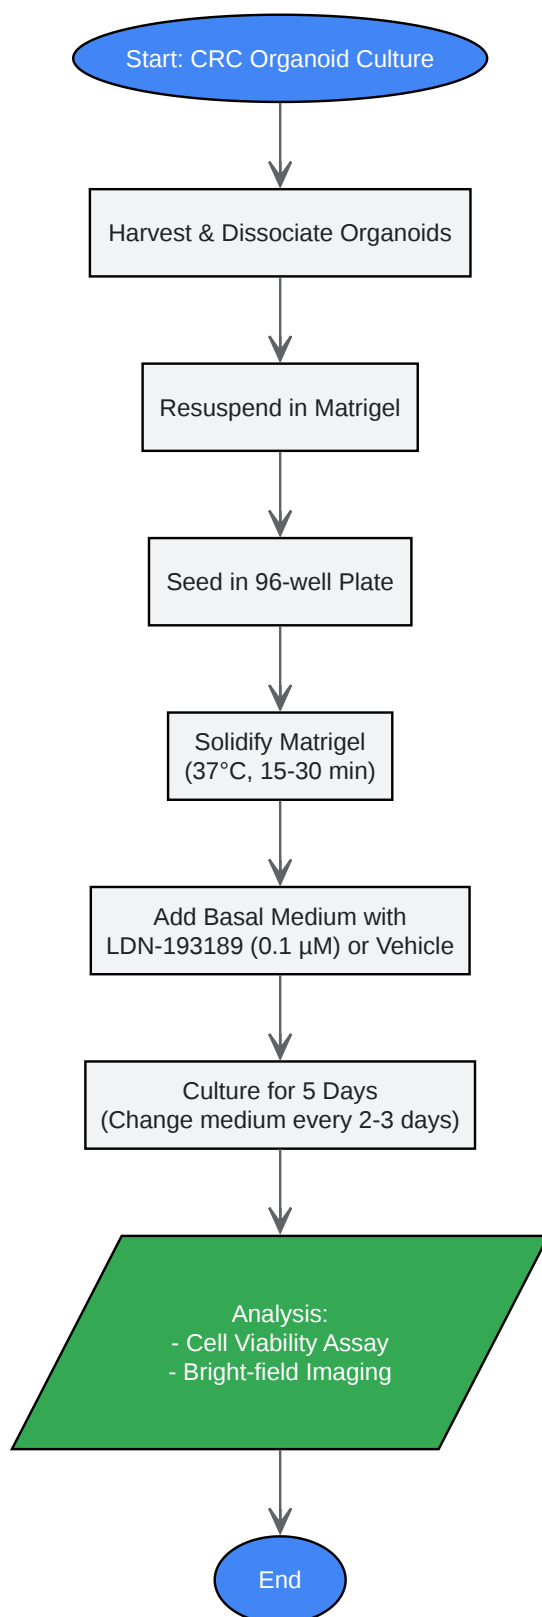 Start: CRC Organoid Culture
Harvest & Dissociate Organoids
Resuspend in Matrigel
Seed in 96-well Plate
Solidify Matrigel
(37°C, 15-30 min)
Add Basal Medium with
LDN-193189 (0.1 µM) or Vehicle
Culture for 5 Days
(Change medium every 2-3 days)
Analysis:
- Cell Viability Assay
- Bright-field Imaging
End